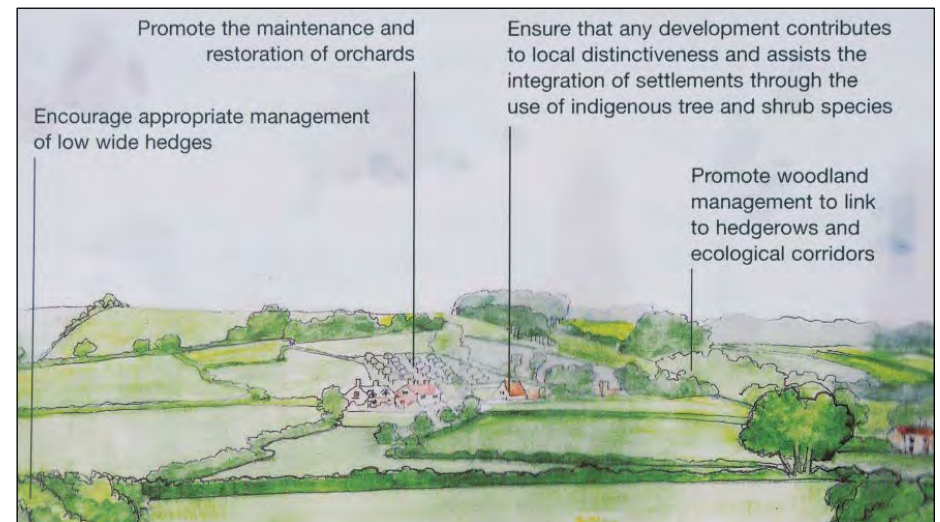 Promote the maintenance and
restoration of orchards
Ensure that any development contributes
to local distinctiveness and assists the
integration of settlements through the
use of indigenous tree and shrub species
Encourage appropriate management
of low wide hedges
Promote woodland
management to link
to hedgerows and
ecological corridors